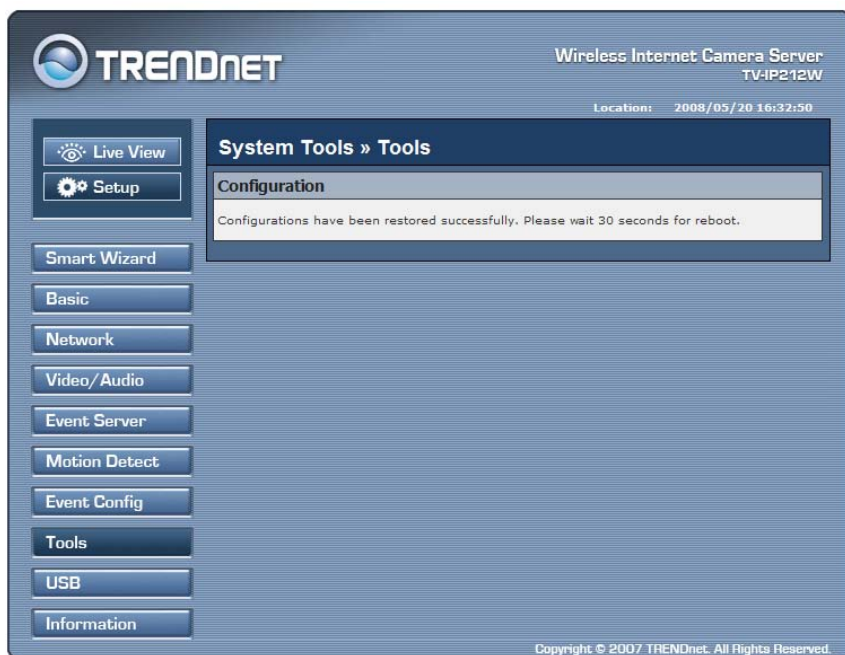 TRENDnet
Wireless Internet Camera Server
TV-IP212W
Location: 2008/05/20 16:32:50
Live View
Setup
System Tools » Tools
Configuration
Configurations have been restored successfully. Please wait 30 seconds for reboot.
Smart Wizard
Basic
Network
Video/Audio
Event Server
Motion Detect
Event Config
Tools
USB
Information
Copyright © 2007 TRENDnet. All Rights Reserved.